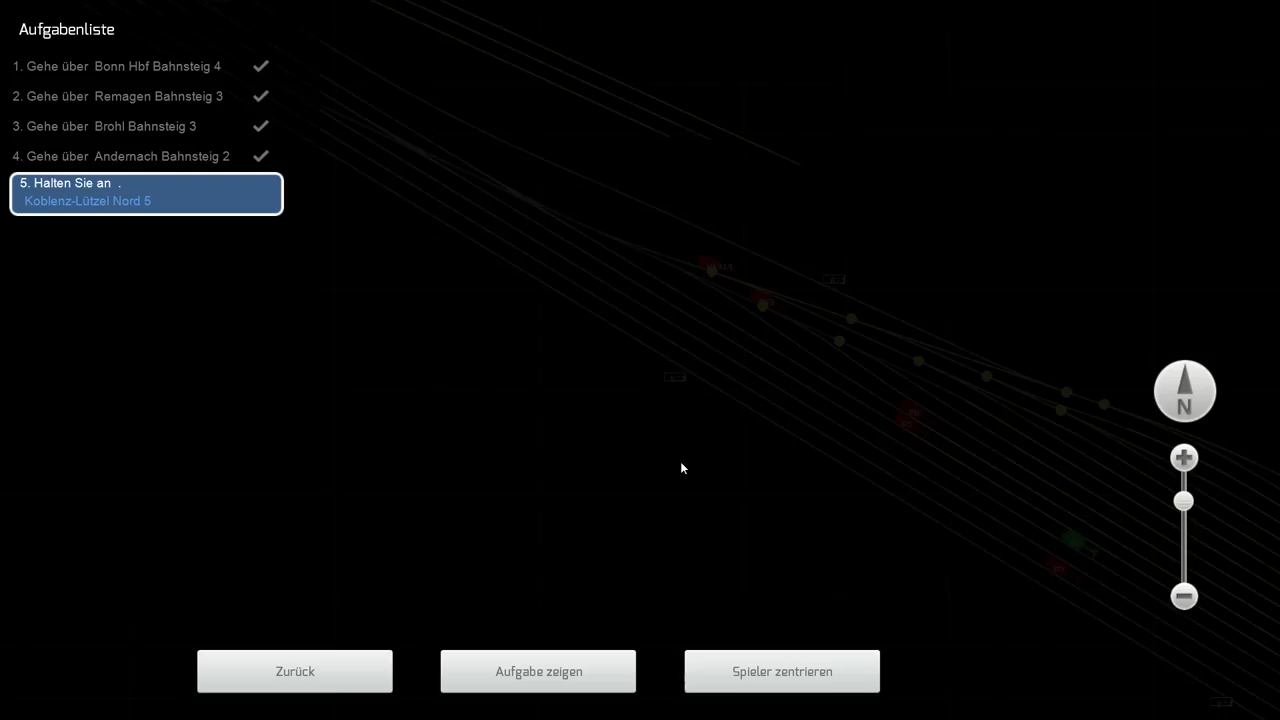 Aufgabenliste
1. Gehe über Bonn Hbf Bahnsteig 4
2. Gehe über Remagen Bahnsteig 3
3. Gehe über Brohl Bahnsteig 3
4. Gehe über Andernach Bahnsteig 2
5. Halten Sie an .
Koblenz-Lützel Nord 5
N
Zurück
Aufgabe zeigen
Spieler zentrieren